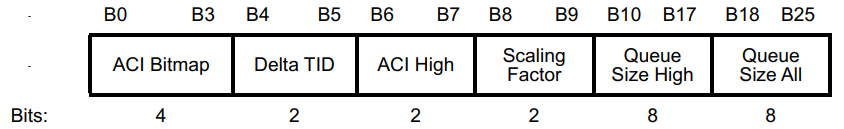 B0 B3 B4 B5 B6 B7 B8 B9 B10 B17 B18 B25
ACI Bitmap Delta TID ACI High Scaling Factor Queue Size High Queue Size All
Bits: 4 2 2 2 8 8